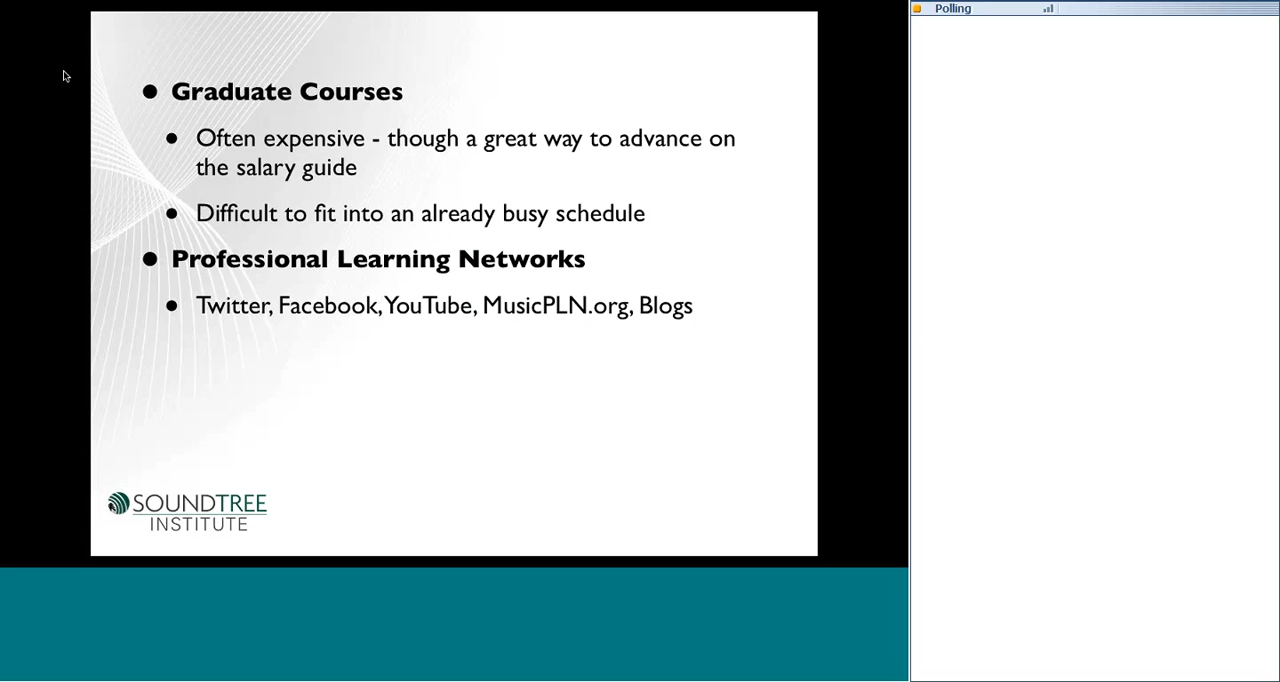 Polling
Graduate Courses
Often expensive - though a great way to advance on
the salary guide
Difficult to fit into an already busy schedule
Professional Learning Networks
Twitter, Facebook, YouTube, MusicPLN.org, Blogs
SOUNDTREE
INSTITUTE